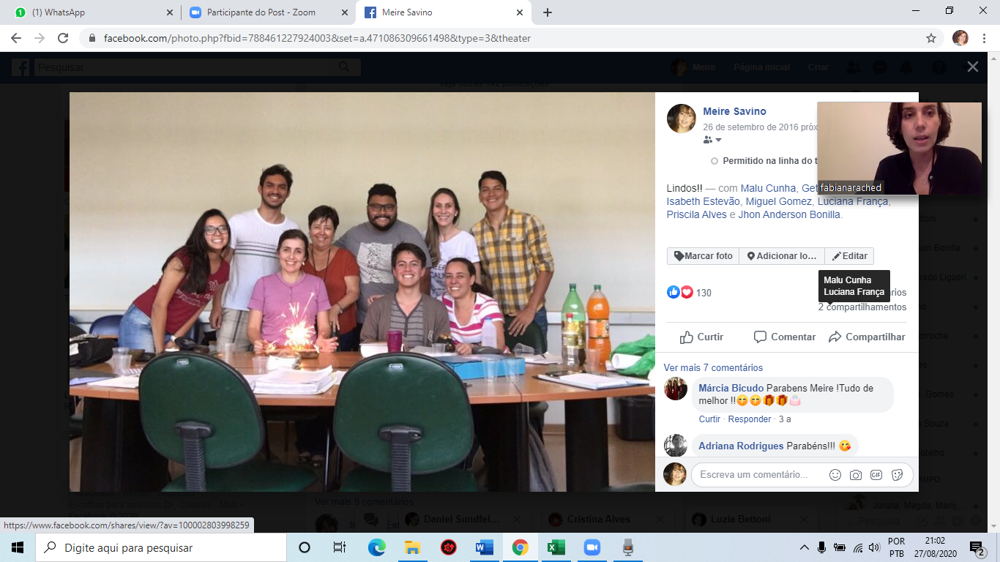 (1) WhatsApp
Participante do Post - Zoom
Meire Savino
facebook.com/photo.php?fbid=788461227924003&set=a.471086309661498&type=3&theater
Pesquisar
Meire
Página inicial
Criar
Meire Savino
26 de setembro de 2016
Permitido na linha do
fabianarached
Lindos!! — com Malu Cunha,
Isabeth Estevão, Miguel Gomez, Luciana França,
Priscila Alves e Jhon Anderson Bonilla.
Marcar foto
Adicionar lo...
Editar
Malu Cunha
Luciana França
130
2 compartilhamentos
Curtir
Comentar
Compartilhar
Ver mais 7 comentários
Márcia Bicudo Parabens Meire !Tudo de
melhor !!😋😋🎁🎁🎂
Curtir · Responder · 3 a
Adriana Rodrigues Parabéns!!! 😘
Escreva um comentário...
GIF
Ver mais 9 comentários
Daniel Sundfel...
Cristina Alves
Luzia Bettoni
Jonata, Magda, Marly,...
Pesquisar
https://www.facebook.com/shares/view/?av=100002803998259
Digite aqui para pesquisar
POR
PTB
21:02
27/08/2020
2